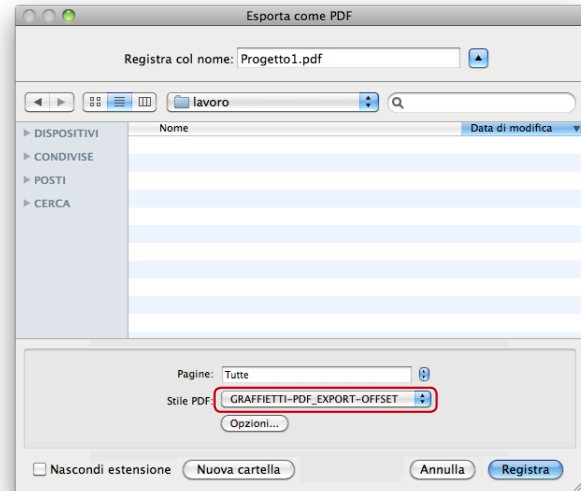 Esporta come PDF
Registra col nome: Progetto1.pdf
lavoro
DISPOSITIVI
CONDIVISE
POSTI
CERCA
Nome Data di modifica
Pagine: Tutte
Stile PDF: GRAFFIETTI-PDF_EXPORT-OFFSET
Opzioni...
Nascondi estensione Nuova cartella Annulla Registra